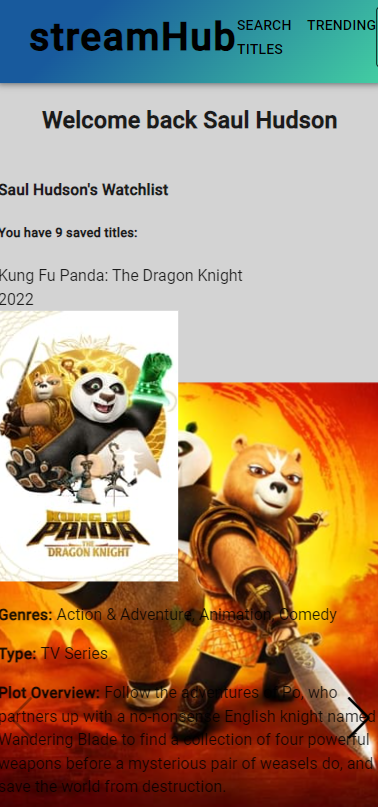 streamHub
SEARCH TITLES
TRENDING
Welcome back Saul Hudson
Saul Hudson's Watchlist
You have 9 saved titles:
Kung Fu Panda: The Dragon Knight
2022
KUNG FU
PANDA
THE
DRAGON KNIGHT
Genres: Action & Adventure, Animation, Comedy
Type: TV Series
Plot Overview: Follow the adventures of Po, who
partners up with a no-nonsense English knight named
Wandering Blade to find a collection of four powerful
weapons before a mysterious pair of weasels do, and
save the world from destruction.